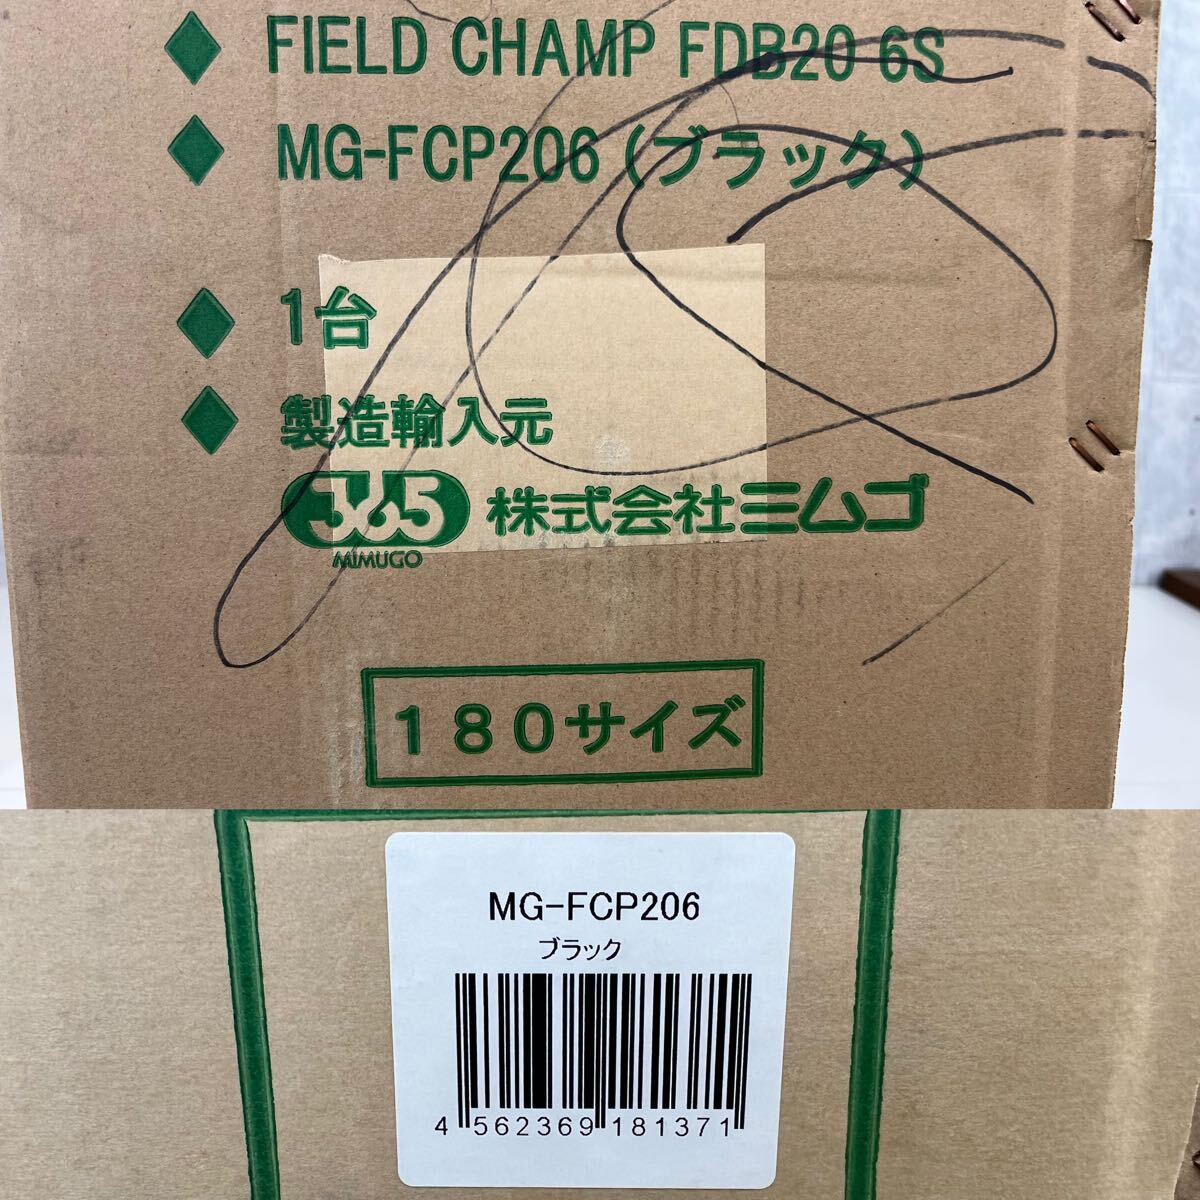 FIELD CHAMP FDB20 6S
MG-FCP206（ブラック）
1台
製造輸入元
365 株式会社ミムゴ
MIMUGO
１８０サイズ
MG-FCP206
ブラック
4 562369 181371